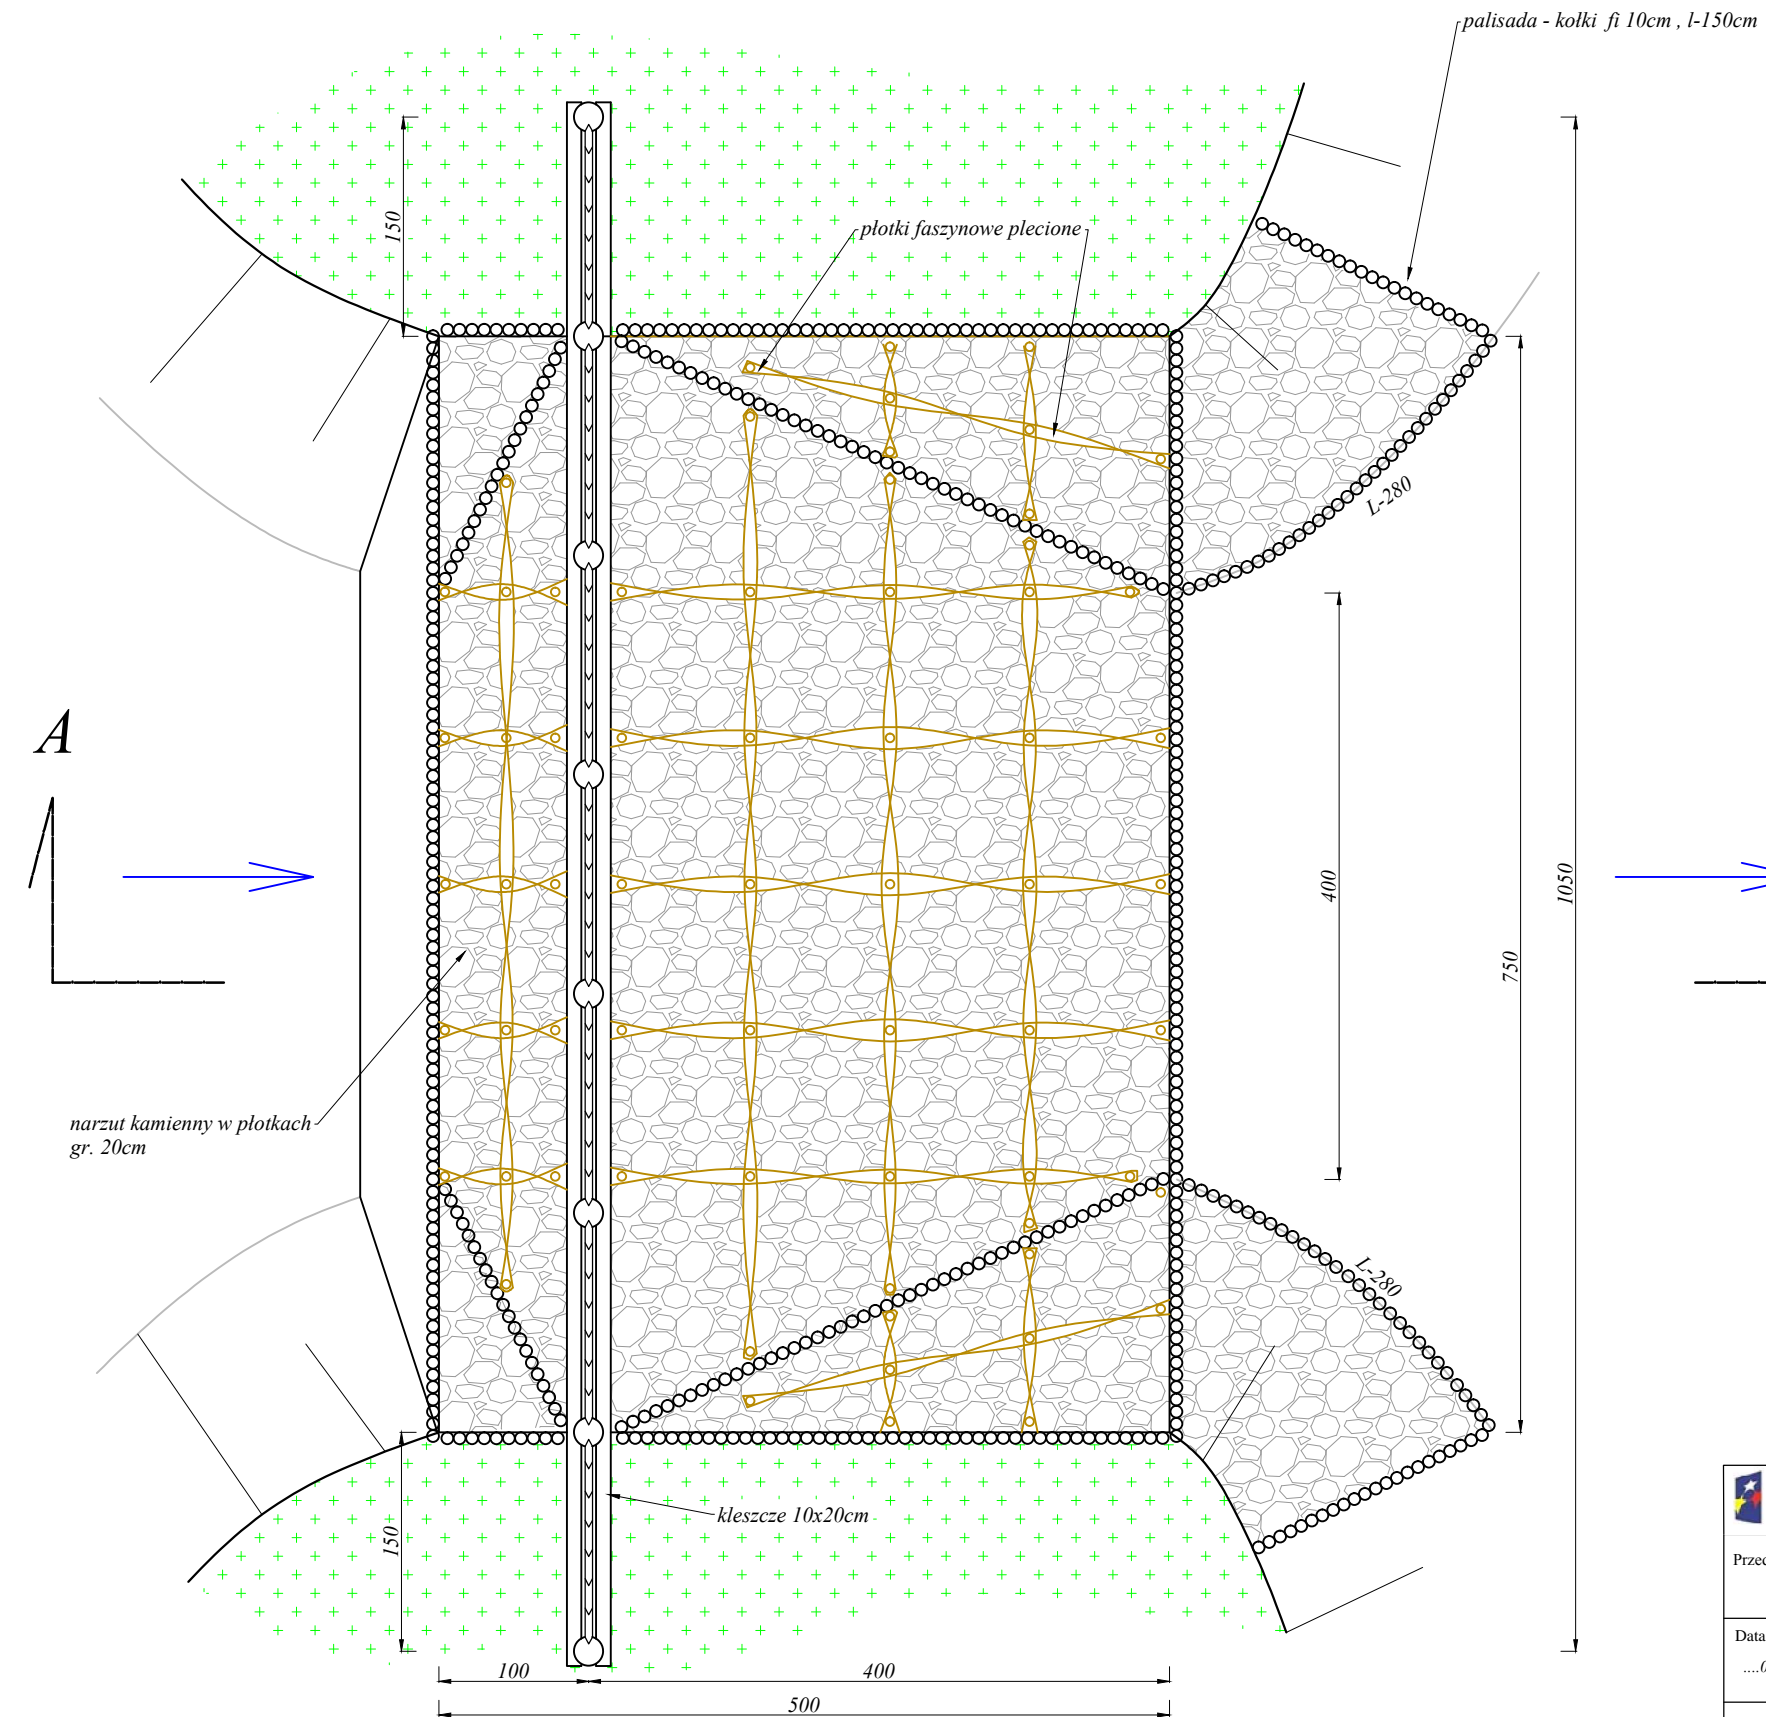 palisada - kołki fi 10cm , l-150cm
150
płotki faszynowe plecione
L-280
A
400
750
1050
narzut kamienny w płotkach
gr. 20cm
L-280
kleszcze 10x20cm
150
100
400
500
Data
....0